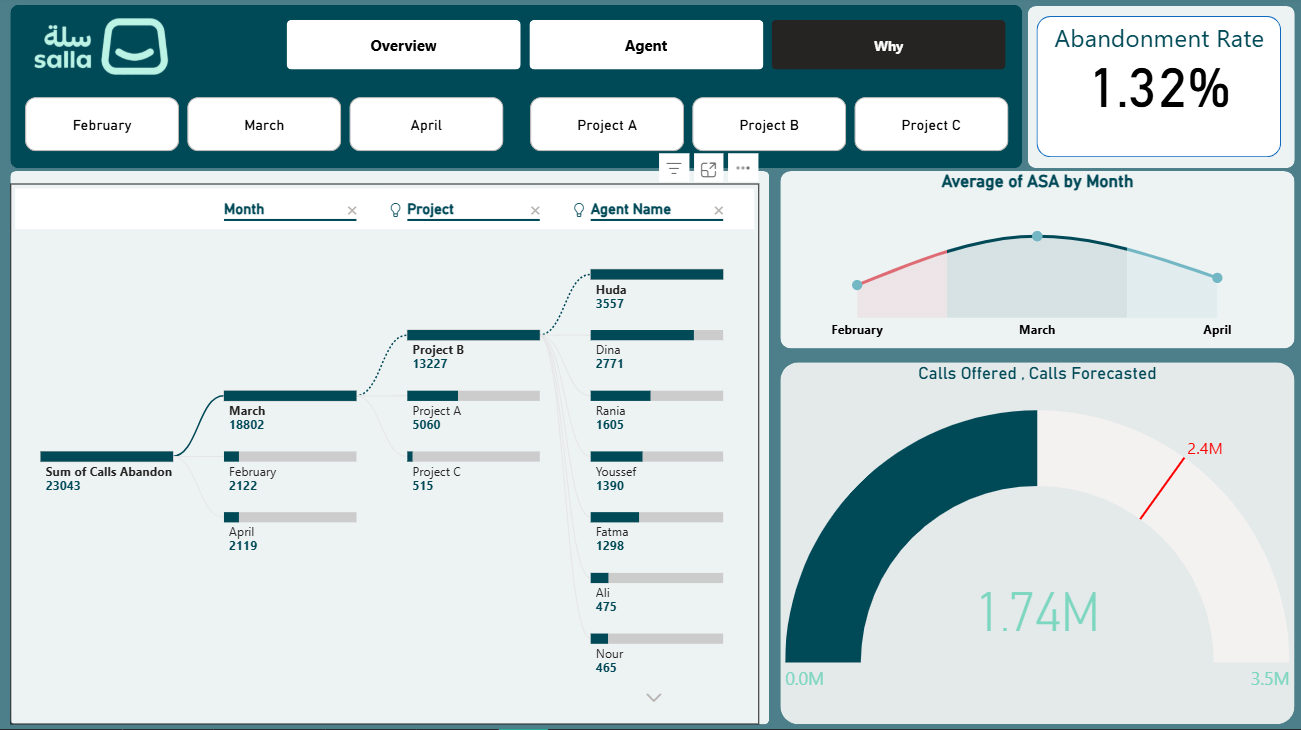 سلة
salla
Overview
Agent
Why
February
March
April
Project A
Project B
Project C
Abandonment Rate
1.32%
Month
Project
Agent Name
Sum of Calls Abandon
23043
March
18802
February
2122
April
2119
Project B
13227
Project A
5060
Project C
515
Huda
3557
Dina
2771
Rania
1605
Youssef
1390
Fatma
1298
Ali
475
Nour
465
Average of ASA by Month
February
March
April
Calls Offered , Calls Forecasted
2.4M
1.74M
0.0M
3.5M